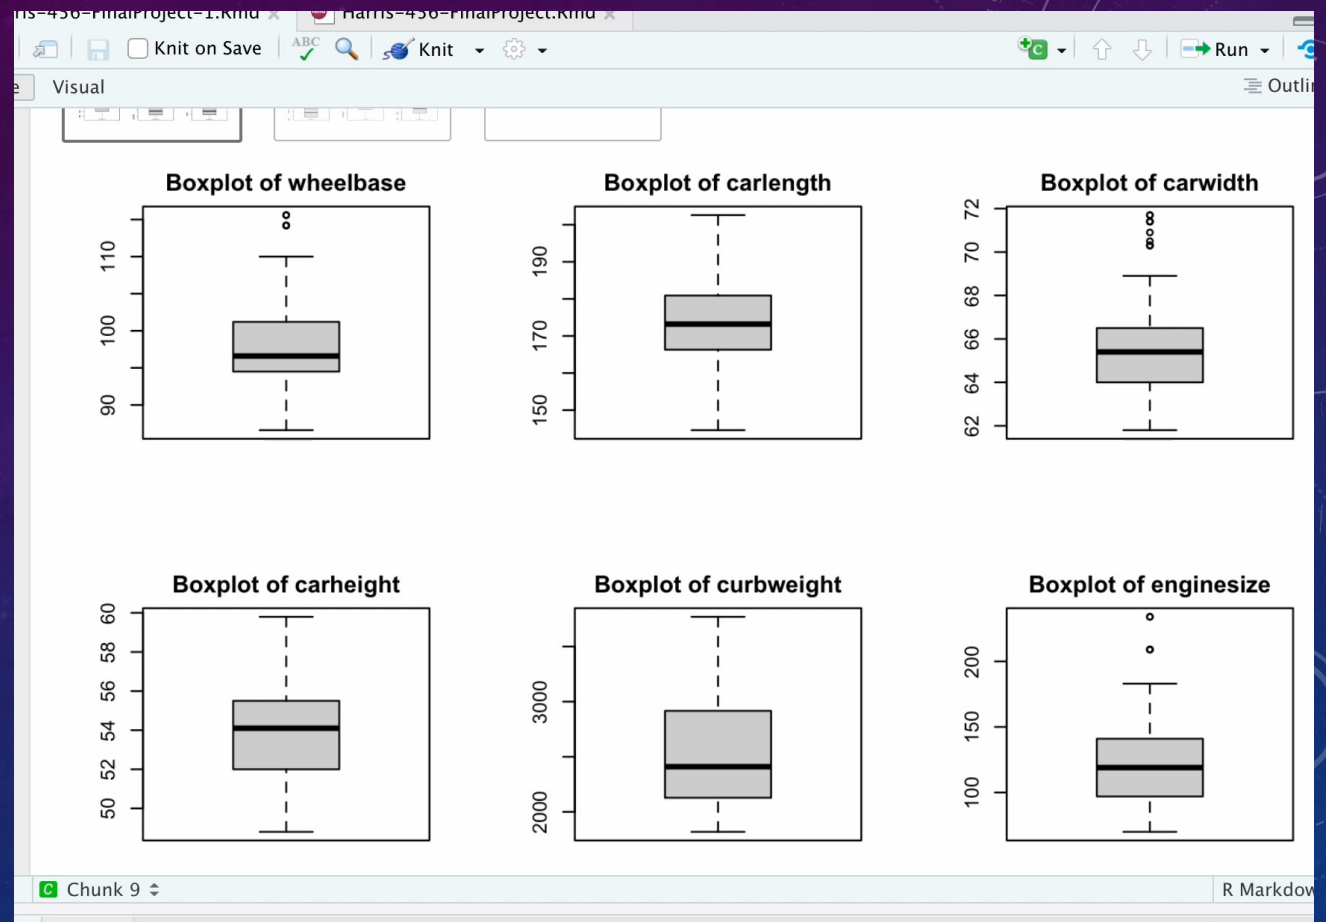 Harris-456-FinalProject.Rmd
Knit on Save
ABC
Knit
C
Run
Visual
Boxplot of wheelbase
Boxplot of carlength
Boxplot of carwidth
110
100
90
190
170
150
72
70
68
66
64
62
Boxplot of carheight
Boxplot of curbweight
Boxplot of enginesize
60
58
56
54
52
50
3000
2000
200
150
100
C Chunk 9
R